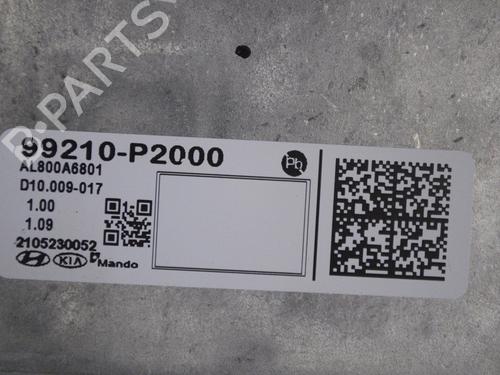 B-PARTS
99210-P2000
AL800A6801
D10.009-017
1.00
1.09
2105230052
KIA Mando
Pb